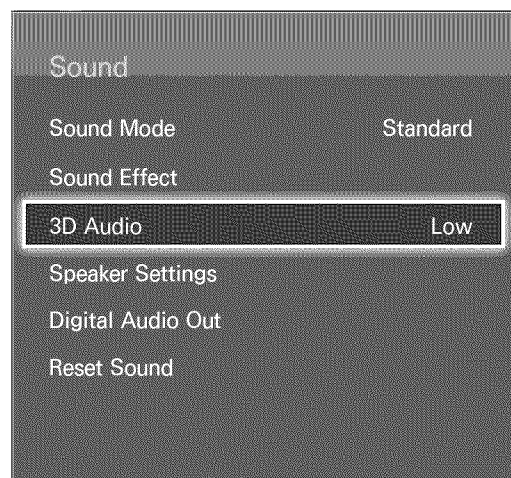 Sound
Sound Mode Standard
Sound Effect
3D Audio Low
Speaker Settings
Digital Audio Out
Reset Sound